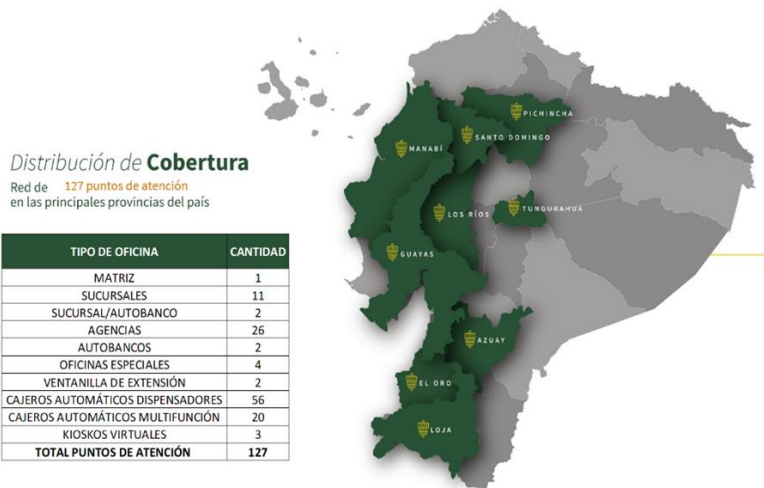 Distribución de Cobertura
Red de 127 puntos de atención
en las principales provincias del país
TIPO DE OFICINA CANTIDAD
MATRIZ 1
SUCURSALES 11
SUCURSAL/AUTOBANCO 2
AGENCIAS 26
AUTOBANCOS 2
OFICINAS ESPECIALES 4
VENTANILLA DE EXTENSIÓN 2
CAJEROS AUTOMÁTICOS DISPENSADORES 56
CAJEROS AUTOMÁTICOS MULTIFUNCIÓN 20
KIOSKOS VIRTUALES 3
TOTAL PUNTOS DE ATENCIÓN 127
PICHINCHA
SANTO DOMINGO
MANABÍ
TUNGURAHUA
LOS RÍOS
GUAYAS
AZUAY
EL ORO
LOJA